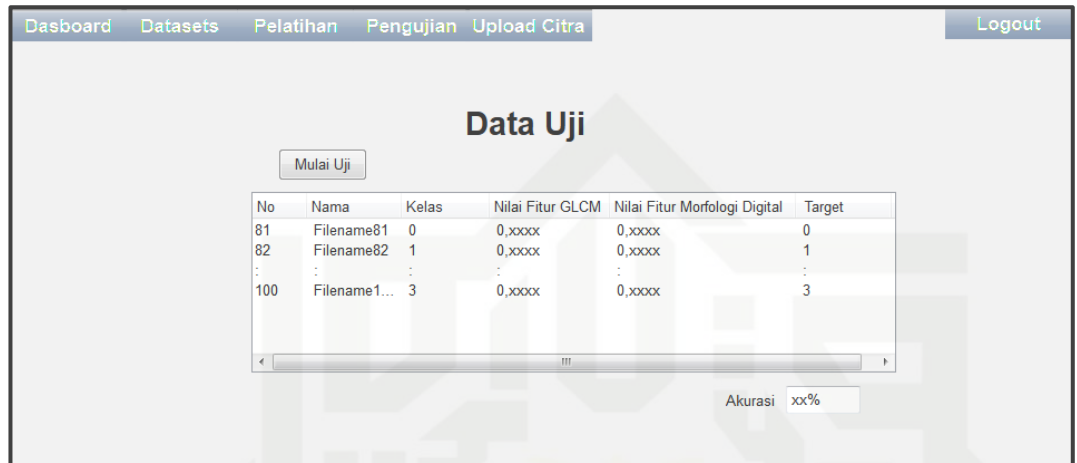 Dasboard Datasets Pelatihan Pengujian Upload Citra Logout
Data Uji
Mulai Uji
No Nama Kelas Nilai Fitur GLCM Nilai Fitur Morfologi Digital Target
81 Filename81 0 0,xxxx 0,xxxx 0
82 Filename82 1 0,xxxx 0,xxxx 1
: : : : : :
100 Filename1... 3 0,xxxx 0,xxxx 3
Akurasi xx%